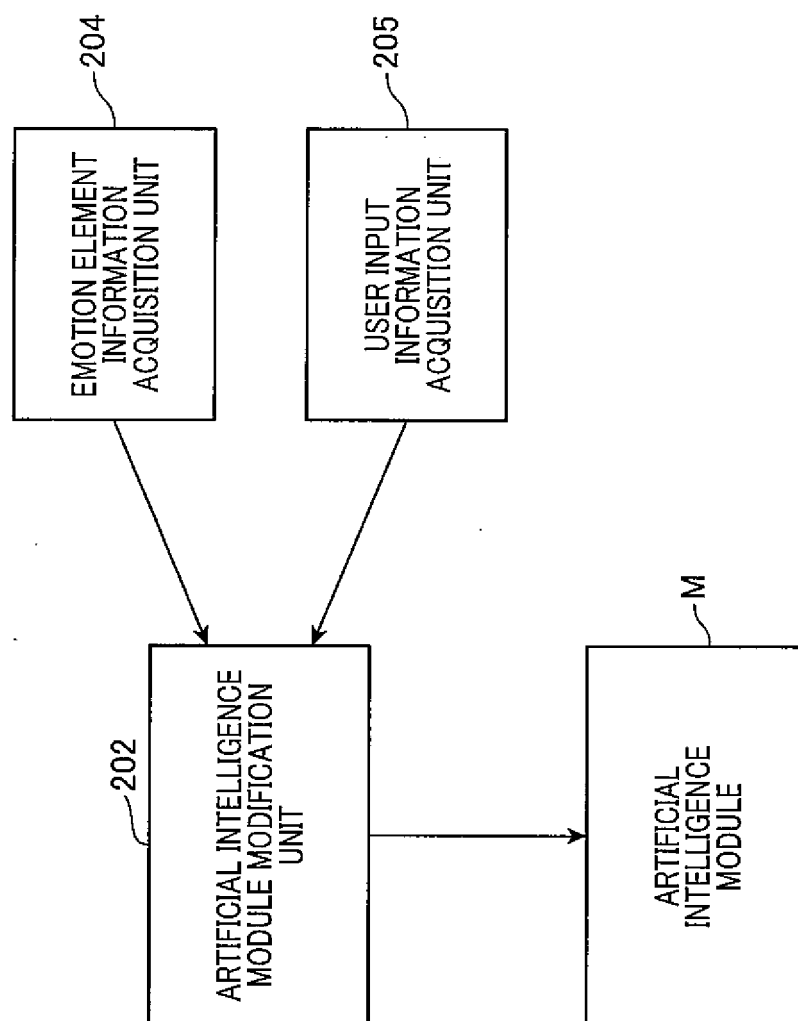 202
ARTIFICIAL INTELLIGENCE
MODULE MODIFICATION
UNIT
EMOTION ELEMENT
INFORMATION
ACQUISITION UNIT
204
USER INPUT
INFORMATION
ACQUISITION UNIT
205
ARTIFICIAL
INTELLIGENCE
MODULE
M